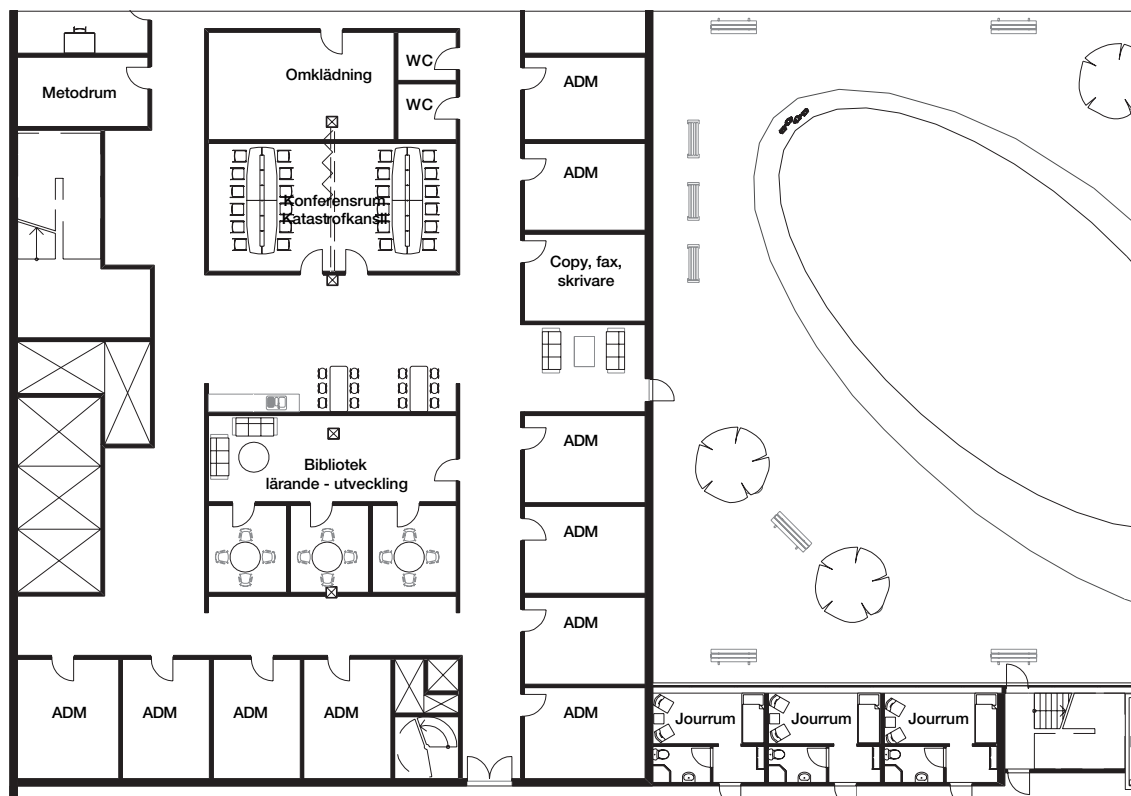 WC
Omklädning
ADM
Metodrum
WC
ADM
Konferensrum
Katastrofkansli
Copy, fax,
skrivare
ADM
Bibliotek
lärande - utveckling
ADM
ADM
ADM
ADM
ADM
ADM
ADM
Jourrum
Jourrum
Jourrum